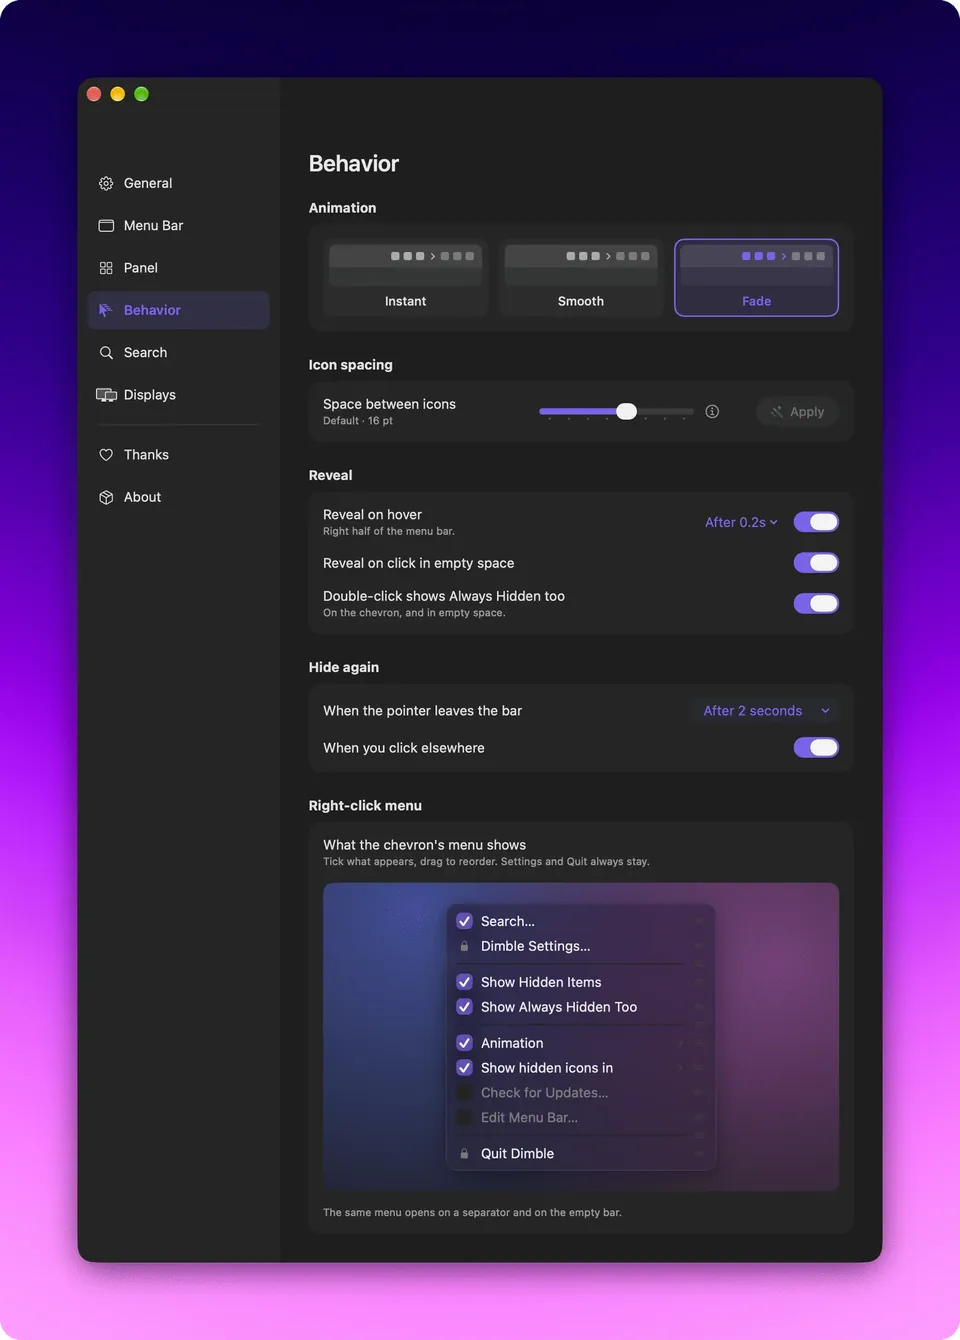 Behavior
General
Menu Bar
Panel
Behavior
Search
Displays
Thanks
About
Animation
Instant
Smooth
Fade
Icon spacing
Space between icons
Default · 16 pt
Apply
Reveal
Reveal on hover
Right half of the menu bar.
After 0.2s
Reveal on click in empty space
Double-click shows Always Hidden too
On the chevron, and in empty space.
Hide again
When the pointer leaves the bar
After 2 seconds
When you click elsewhere
Right-click menu
What the chevron's menu shows
Tick what appears, drag to reorder. Settings and Quit always stay.
Search...
Dimble Settings...
Show Hidden Items
Show Always Hidden Too
Animation
Show hidden icons in
Check for Updates...
Edit Menu Bar...
Quit Dimble
The same menu opens on a separator and on the empty bar.